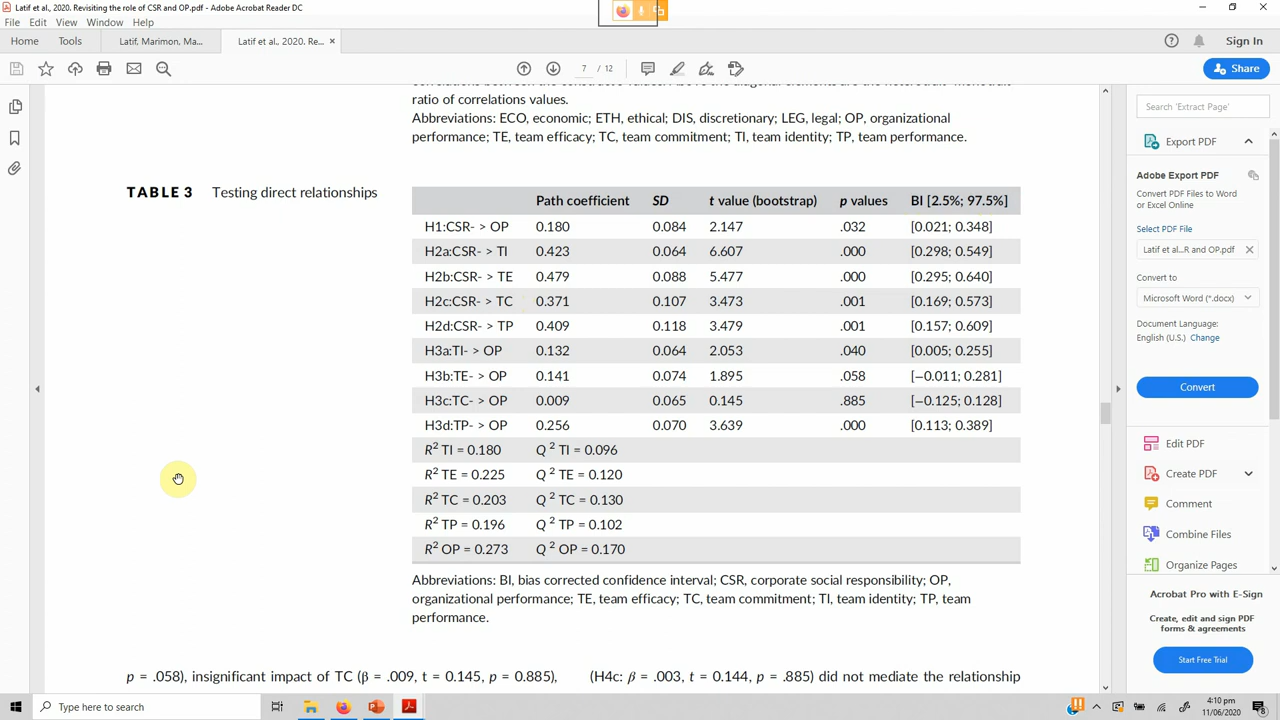 Latif et al., 2020. Revisiting the role of CSR and OP.pdf - Adobe Acrobat Reader DC
File Edit View Window Help
Home Tools Latif, Marimon, Ma... Latif et al., 2020. Re... × Sign In
7 / 12 Share
ratio of correlations values.
Abbreviations: ECO, economic; ETH, ethical; DIS, discretionary; LEG, legal; OP, organizational
performance; TE, team efficacy; TC, team commitment; TI, team identity; TP, team performance.
TABLE 3 Testing direct relationships
Path coefficient SD t value (bootstrap) p values BI [2.5%; 97.5%]
H1:CSR- > OP 0.180 0.084 2.147 .032 [0.021; 0.348]
H2a:CSR- > TI 0.423 0.064 6.607 .000 [0.298; 0.549]
H2b:CSR- > TE 0.479 0.088 5.477 .000 [0.295; 0.640]
H2c:CSR- > TC 0.371 0.107 3.473 .001 [0.169; 0.573]
H2d:CSR- > TP 0.409 0.118 3.479 .001 [0.157; 0.609]
H3a:TI- > OP 0.132 0.064 2.053 .040 [0.005; 0.255]
H3b:TE- > OP 0.141 0.074 1.895 .058 [−0.011; 0.281]
H3c:TC- > OP 0.009 0.065 0.145 .885 [−0.125; 0.128]
H3d:TP- > OP 0.256 0.070 3.639 .000 [0.113; 0.389]
R² TI = 0.180 Q² TI = 0.096
R² TE = 0.225 Q² TE = 0.120
R² TC = 0.203 Q² TC = 0.130
R² TP = 0.196 Q² TP = 0.102
R² OP = 0.273 Q² OP = 0.170
Abbreviations: BI, bias corrected confidence interval; CSR, corporate social responsibility; OP,
organizational performance; TE, team efficacy; TC, team commitment; TI, team identity; TP, team
performance.
p = .058), insignificant impact of TC (β = .009, t = 0.145, p = 0.885),
(H4c: β = .003, t = 0.144, p = .885) did not mediate the relationship
Search 'Extract Page'
Export PDF
Adobe Export PDF
Convert PDF Files to Word
or Excel Online
Select PDF File
Latif et al...R and OP.pdf ×
Convert to
Microsoft Word (*.docx)
Document Language:
English (U.S.) Change
Convert
Edit PDF
Create PDF
Comment
Combine Files
Organize Pages
Acrobat Pro with E-Sign
Create, edit and sign PDF
forms & agreements
Start Free Trial
Type here to search
4:10 pm
11/06/2020
8